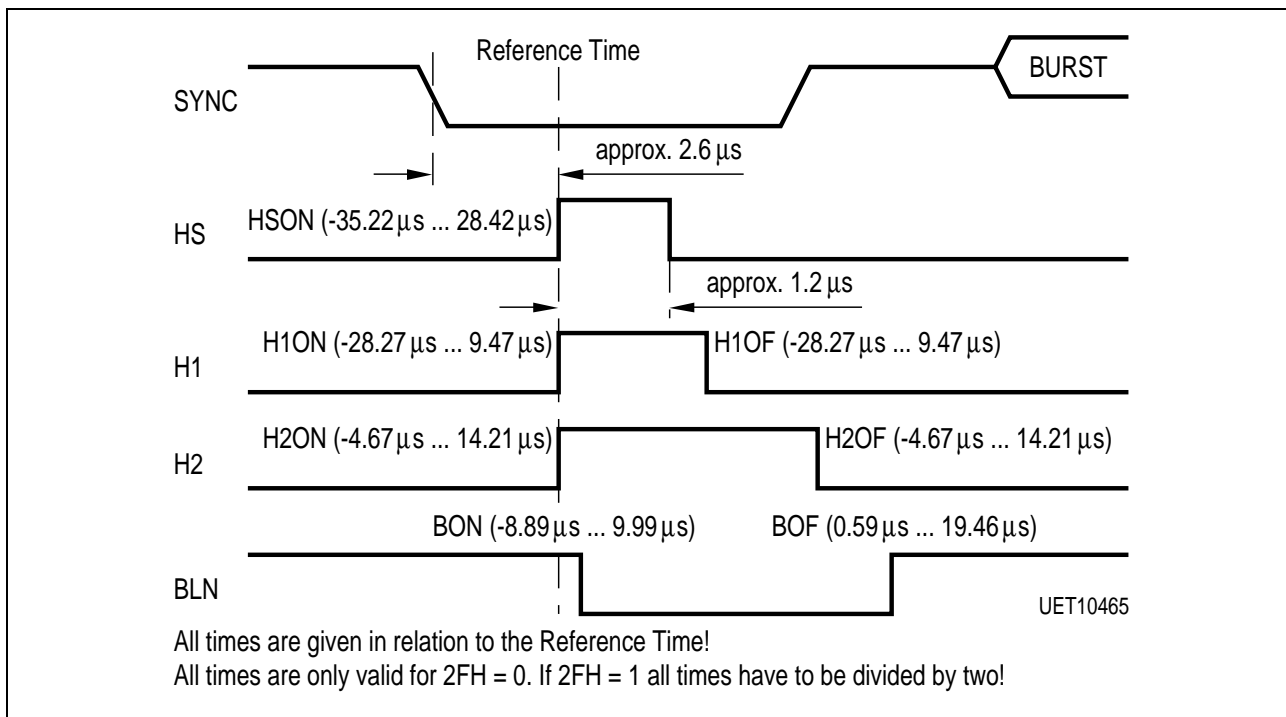 Reference Time
BURST
SYNC
approx. 2.6 μs
HSON (-35.22 μs ... 28.42 μs)
HS
approx. 1.2 μs
H1ON (-28.27 μs ... 9.47 μs)
H1OF (-28.27 μs ... 9.47 μs)
H1
H2ON (-4.67 μs ... 14.21 μs)
H2OF (-4.67 μs ... 14.21 μs)
H2
BON (-8.89 μs ... 9.99 μs)
BOF (0.59 μs ... 19.46 μs)
BLN
UET10465
All times are given in relation to the Reference Time!
All times are only valid for 2FH = 0. If 2FH = 1 all times have to be divided by two!